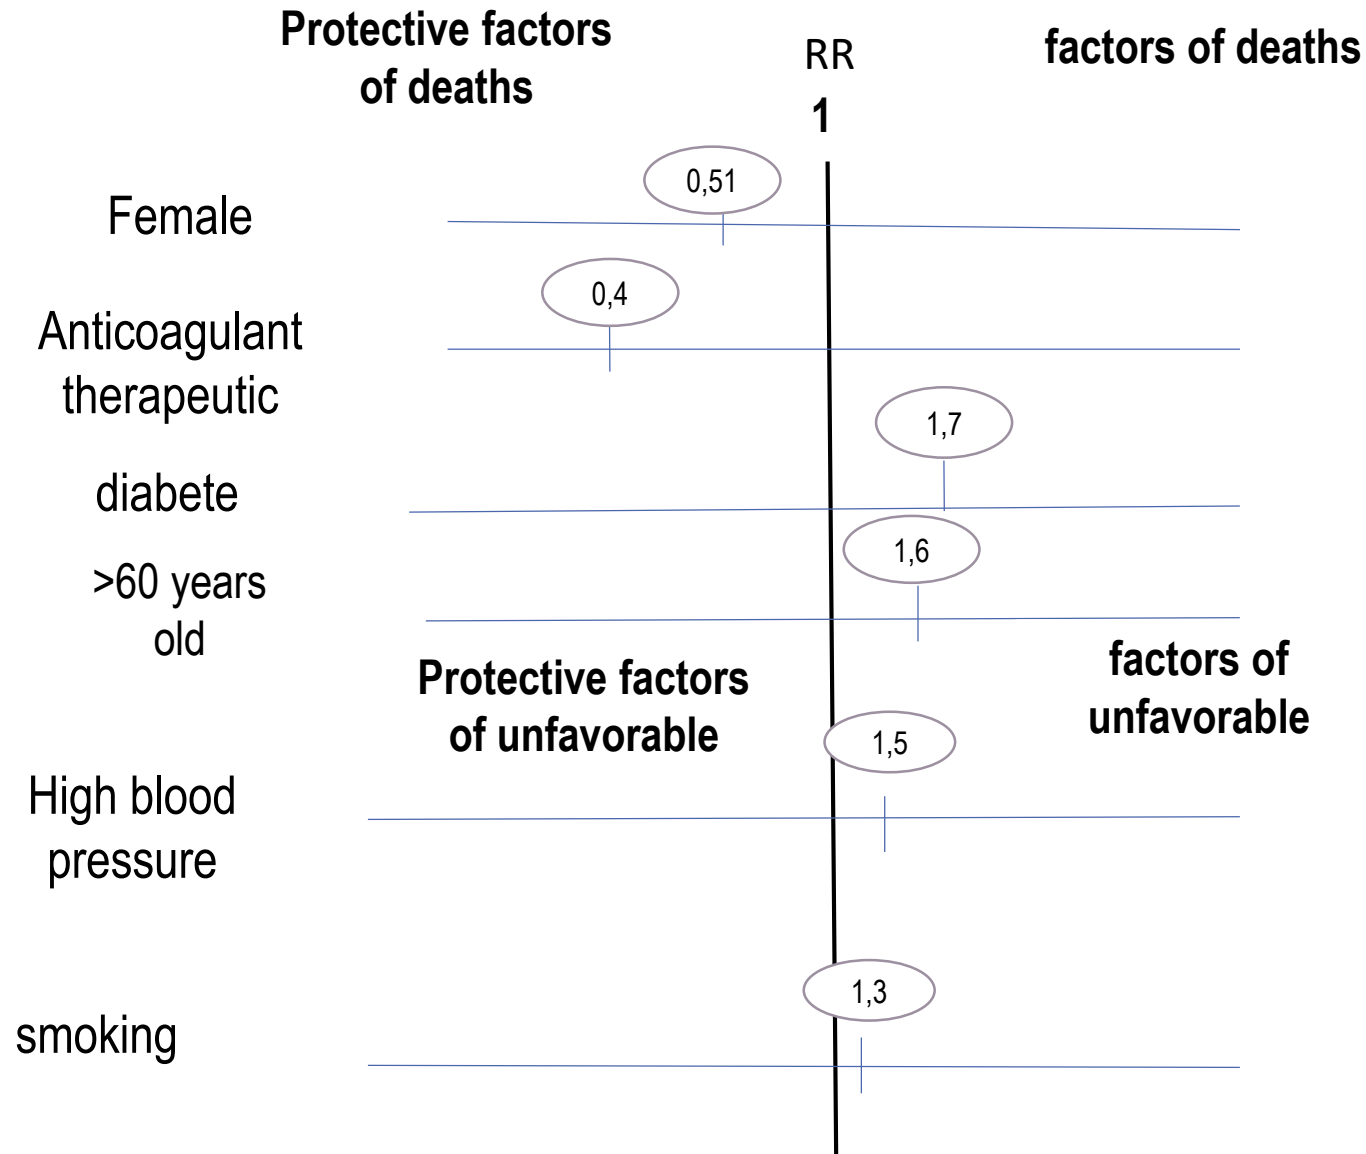 Protective factors
of deaths
RR
1
factors of deaths
Female
0,51
Anticoagulant
therapeutic
0,4
diabete
1,7
>60 years
old
1,6
Protective factors
of unfavorable
factors of
unfavorable
High blood
pressure
1,5
smoking
1,3